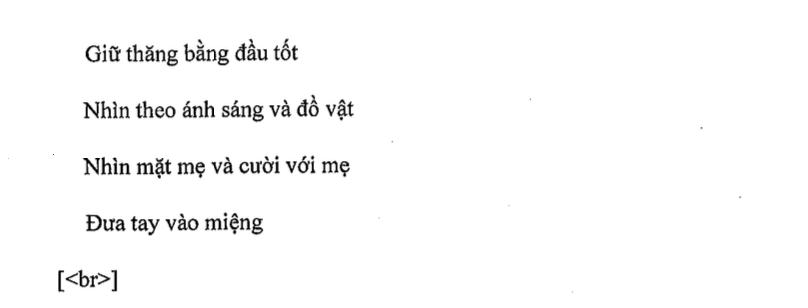 Giữ thăng bằng đầu tốt
Nhìn theo ánh sáng và đồ vật
Nhìn mặt mẹ và cười với mẹ
Đưa tay vào miệng
[<br>]